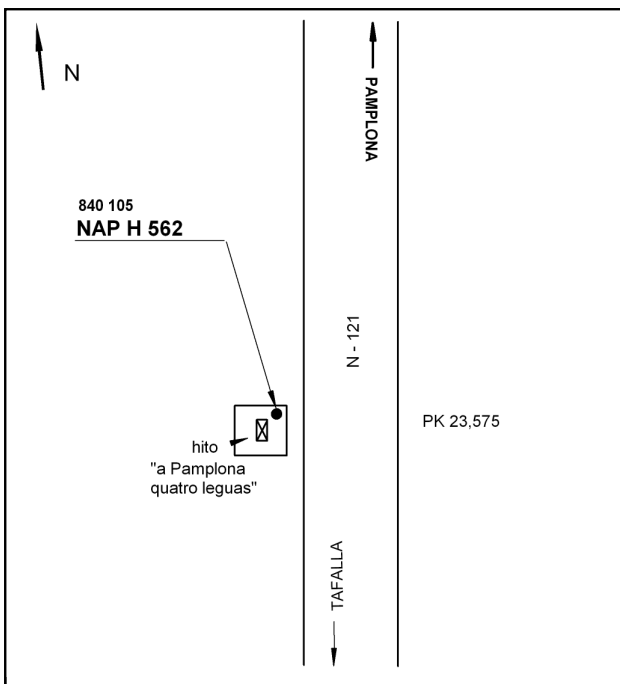 N
PAMPLONA
840 105
NAP H 562
N - 121
PK 23,575
hito
"a Pamplona
quatro leguas"
TAFALLA